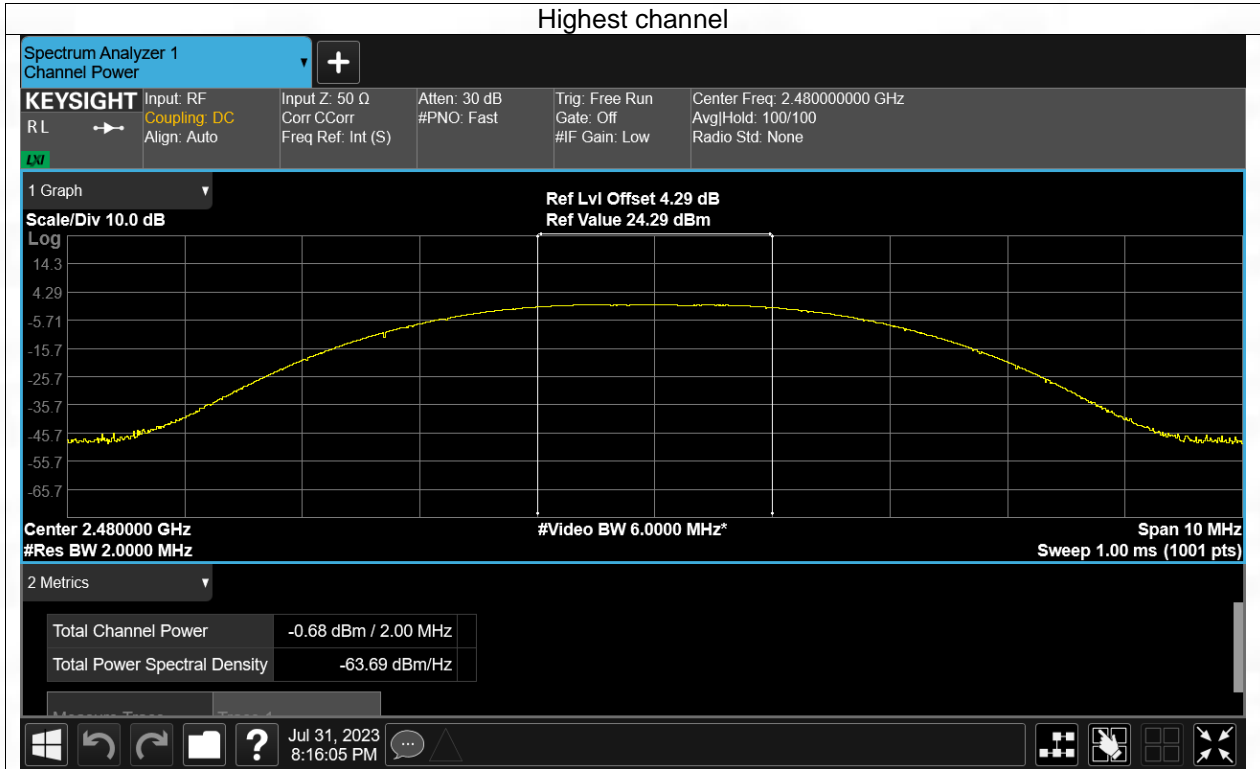 Highest channel
Spectrum Analyzer 1
Channel Power
KEYSIGHT
R L
LXI
Input: RF
Coupling: DC
Align: Auto
Input Z: 50 Ω
Corr CCorr
Freq Ref: Int (S)
Atten: 30 dB
#PNO: Fast
Trig: Free Run
Gate: Off
#IF Gain: Low
Center Freq: 2.480000000 GHz
Avg|Hold: 100/100
Radio Std: None
1 Graph
Scale/Div 10.0 dB
Ref Lvl Offset 4.29 dB
Ref Value 24.29 dBm
Log
14.3
4.29
-5.71
-15.7
-25.7
-35.7
-45.7
-55.7
-65.7
Center 2.480000 GHz
#Video BW 6.0000 MHz*
Span 10 MHz
#Res BW 2.0000 MHz
Sweep 1.00 ms (1001 pts)
2 Metrics
Total Channel Power -0.68 dBm / 2.00 MHz
Total Power Spectral Density -63.69 dBm/Hz
?
Jul 31, 2023
8:16:05 PM